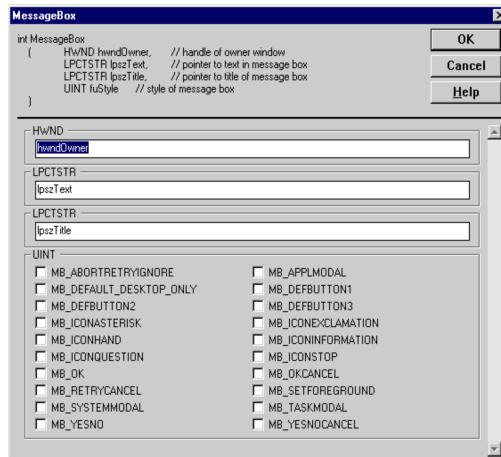 MessageBox
int MessageBox
( HWND hwndOwner, // handle of owner window
LPCTSTR lpszText, // pointer to text in message box
LPCTSTR lpszTitle, // pointer to title of message box
UINT fuStyle // style of message box
)
OK
Cancel
Help
HWND
hwndOwner
LPCTSTR
lpszText
LPCTSTR
lpszTitle
UINT
MB_ABORTRETRYIGNORE MB_APPLMODAL
MB_DEFAULT_DESKTOP_ONLY MB_DEFBUTTON1
MB_DEFBUTTON2 MB_DEFBUTTON3
MB_ICONASTERISK MB_ICONEXCLAMATION
MB_ICONHAND MB_ICONINFORMATION
MB_ICONQUESTION MB_ICONSTOP
MB_OK MB_OKCANCEL
MB_RETRYCANCEL MB_SETFOREGROUND
MB_SYSTEMMODAL MB_TASKMODAL
MB_YESNO MB_YESNOCANCEL